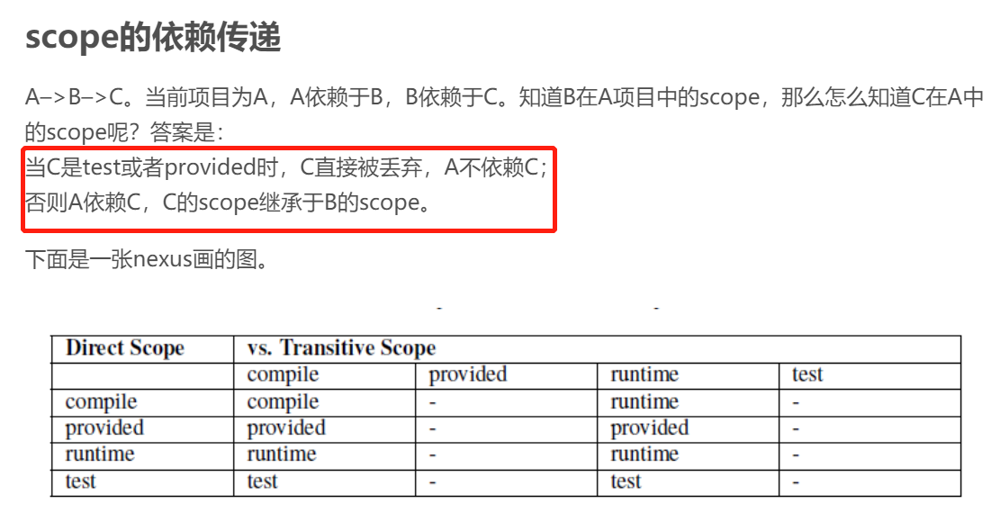 scope的依赖传递
A–>B–>C。当前项目为A，A依赖于B，B依赖于C。知道B在A项目中的scope，那么怎么知道C在A中
的scope呢？答案是：
当C是test或者provided时，C直接被丢弃，A不依赖C；
否则A依赖C，C的scope继承于B的scope。
下面是一张nexus画的图。
Direct Scope vs. Transitive Scope
compile provided runtime test
compile compile - runtime -
provided provided - provided -
runtime runtime - runtime -
test test - test -